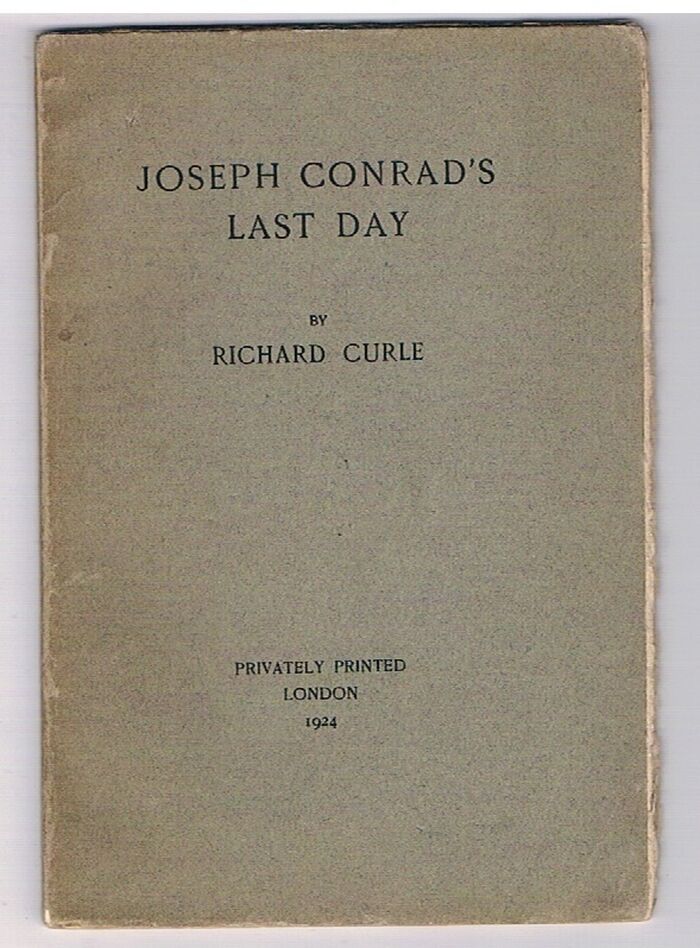 JOSEPH CONRAD'S
LAST DAY
BY
RICHARD CURLE
PRIVATELY PRINTED
LONDON
1924